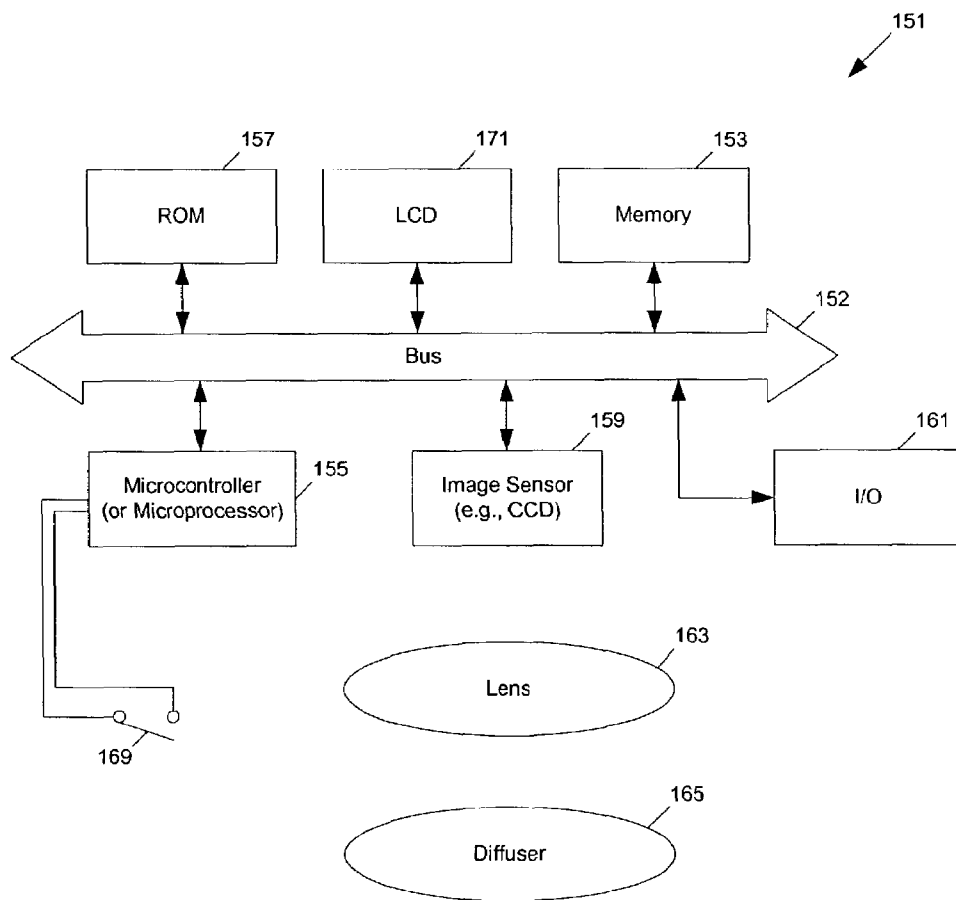 151
157
171
153
ROM
LCD
Memory
152
Bus
159
161
155
Microcontroller
(or Microprocessor)
Image Sensor
(e.g., CCD)
I/O
163
Lens
169
165
Diffuser